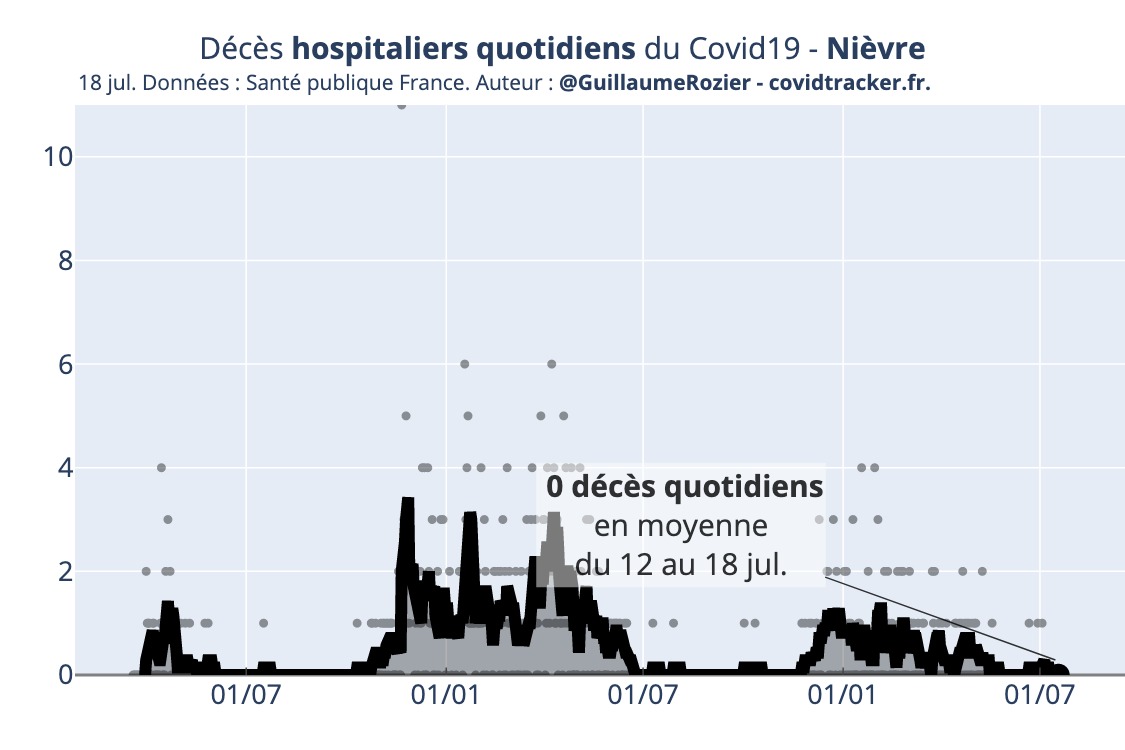 Décès hospitaliers quotidiens du Covid19 - Nièvre
18 jul. Données : Santé publique France. Auteur : @GuillaumeRozier - covidtracker.fr.
10
8
6
4
0 décès quotidiens
en moyenne
du 12 au 18 jul.
2
0
01/07
01/01
01/07
01/01
01/07